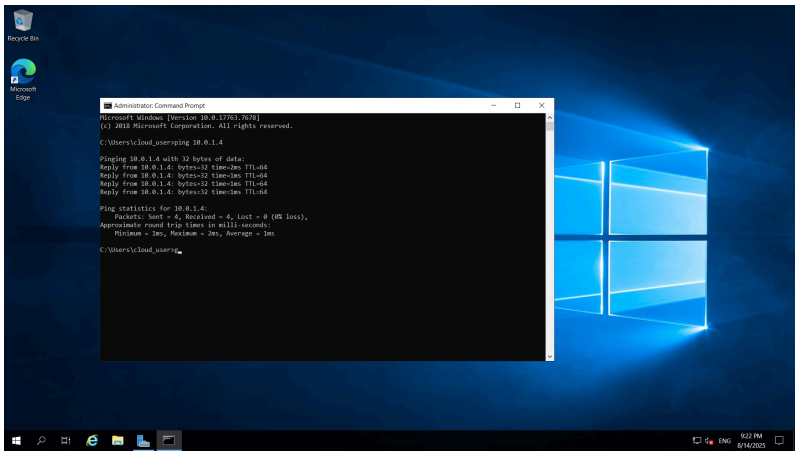 Recycle Bin
Microsoft
Edge
Administrator: Command Prompt
Microsoft Windows [Version 10.0.17763.7678]
(c) 2018 Microsoft Corporation. All rights reserved.
C:\Users\cloud_user>ping 10.0.1.4
Pinging 10.0.1.4 with 32 bytes of data:
Reply from 10.0.1.4: bytes=32 time=2ms TTL=64
Reply from 10.0.1.4: bytes=32 time=1ms TTL=64
Reply from 10.0.1.4: bytes=32 time=1ms TTL=64
Reply from 10.0.1.4: bytes=32 time=1ms TTL=64
Ping statistics for 10.0.1.4:
Packets: Sent = 4, Received = 4, Lost = 0 (0% loss),
Approximate round trip times in milli-seconds:
Minimum = 1ms, Maximum = 2ms, Average = 1ms
C:\Users\cloud_user>g
ENG
9:22 PM
8/14/2025